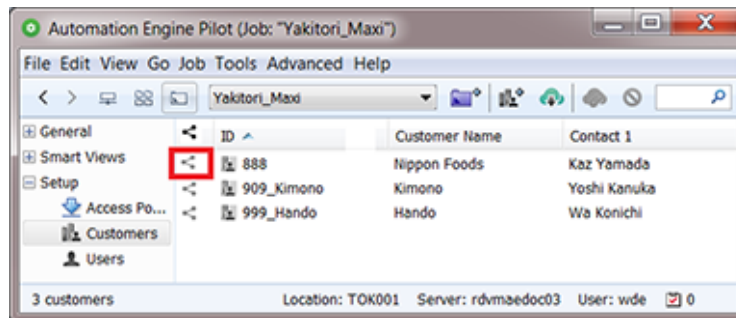 Automation Engine Pilot (Job: "Yakitori_Maxi")
File Edit View Go Job Tools Advanced Help
Yakitori_Maxi
General
Smart Views
Setup
Access Po...
Customers
Users
ID Customer Name Contact 1
888 Nippon Foods Kaz Yamada
909_Kimono Kimono Yoshi Kanuka
999_Hando Hando Wa Konichi
3 customers Location: TOK001 Server: rdvmaedoc03 User: wde 0